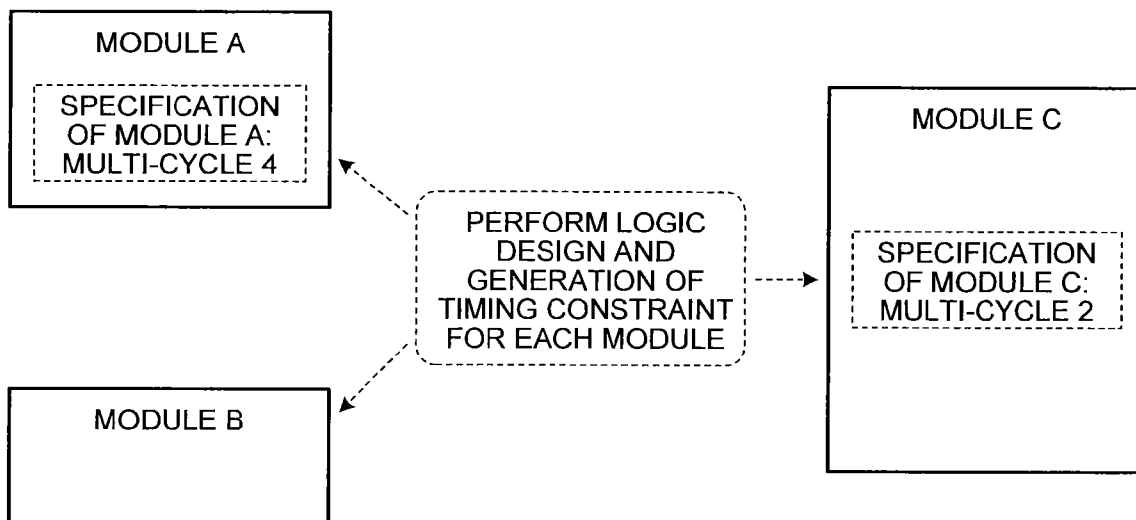 MODULE A
SPECIFICATION
OF MODULE A:
MULTI-CYCLE 4
PERFORM LOGIC
DESIGN AND
GENERATION OF
TIMING CONSTRAINT
FOR EACH MODULE
MODULE C
SPECIFICATION
OF MODULE C:
MULTI-CYCLE 2
MODULE B